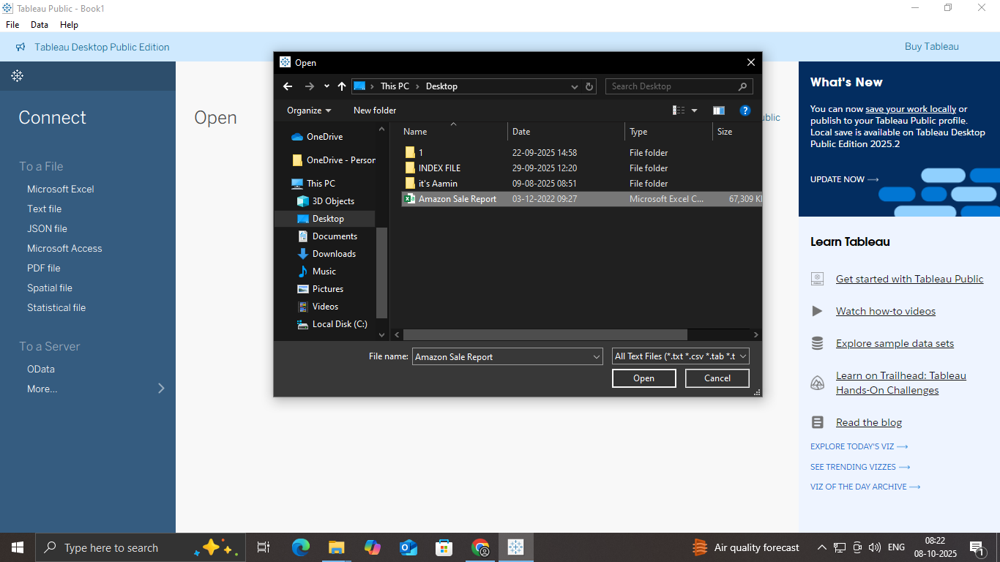 Tableau Public - Book1
File Data Help
Tableau Desktop Public Edition
Buy Tableau
Connect
To a File
Microsoft Excel
Text file
JSON file
Microsoft Access
PDF file
Spatial file
Statistical file
To a Server
OData
More...
Open
Open
This PC Desktop
Search Desktop
Organize New folder
OneDrive
OneDrive - Person
This PC
3D Objects
Desktop
Documents
Downloads
Music
Pictures
Videos
Local Disk (C:)
Name Date Type Size
1 22-09-2025 14:58 File folder
INDEX FILE 29-09-2025 12:20 File folder
it's Aamin 09-08-2025 08:51 File folder
Amazon Sale Report 03-12-2022 09:27 Microsoft Excel C... 67,309 K
File name: Amazon Sale Report All Text Files (*.txt *.csv *.tab *.t
Open Cancel
What's New
You can now save your work locally or
publish to your Tableau Public profile.
Local save is available on Tableau Desktop
Public Edition 2025.2
UPDATE NOW
Learn Tableau
Get started with Tableau Public
Watch how-to videos
Explore sample data sets
Learn on Trailhead: Tableau
Hands-On Challenges
Read the blog
EXPLORE TODAY'S VIZ
SEE TRENDING VIZZES
VIZ OF THE DAY ARCHIVE
Type here to search
Air quality forecast
ENG
08:22
08-10-2025
1